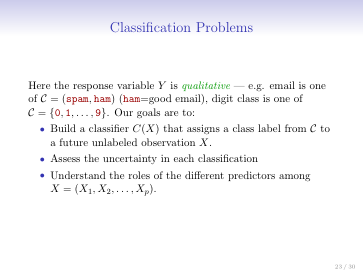 Classification Problems
Here the response variable Y is qualitative — e.g. email is one
of C = (spam, ham) (ham=good email), digit class is one of
C = {0, 1, . . . , 9}. Our goals are to:
• Build a classifier C(X) that assigns a class label from C to
a future unlabeled observation X.
• Assess the uncertainty in each classification
• Understand the roles of the different predictors among
X = (X₁, X₂, . . . , Xₚ).
23 / 30